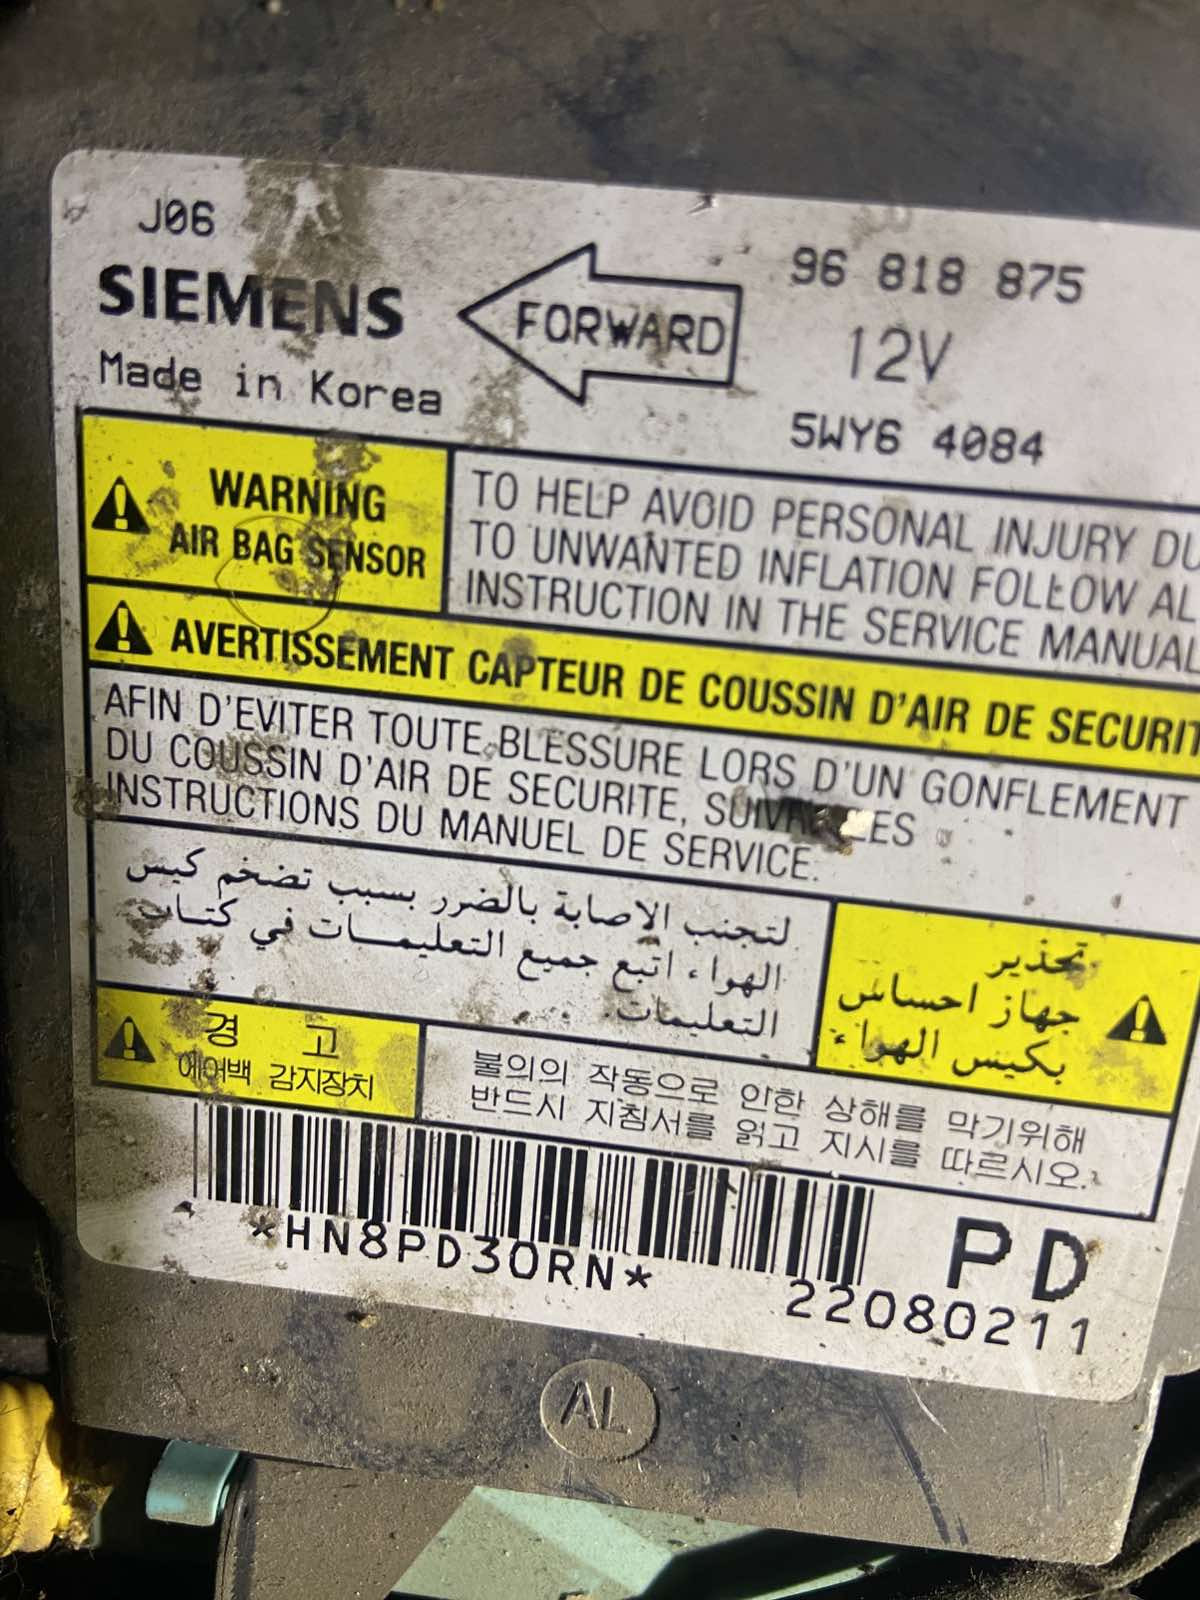 J06
SIEMENS
Made in Korea
FORWARD
96 818 875
12V
5WY6 4084
WARNING
AIR BAG SENSOR
TO HELP AVOID PERSONAL INJURY DU
TO UNWANTED INFLATION FOLLOW AL
INSTRUCTION IN THE SERVICE MANUAL
AVERTISSEMENT CAPTEUR DE COUSSIN D'AIR DE SECURIT
AFIN D'EVITER TOUTE BLESSURE LORS D'UN GONFLEMENT
DU COUSSIN D'AIR DE SECURITE, LES
INSTRUCTIONS DU MANUEL DE SERVICE.
تحذير
جهاز احساس
بكيس الهواء
لتجنب الاصابة بالضرر بسبب تضخم كيس
الهواء، اتبع جميع التعليمات في كتاب
التعليمات.
경 고
에어백 감지장치
불의의 작동으로 인한 상해를 막기위해
반드시 지침서를 읽고 지시를 따르시오.
*HN8PD30RN*
PD
22080211
AL